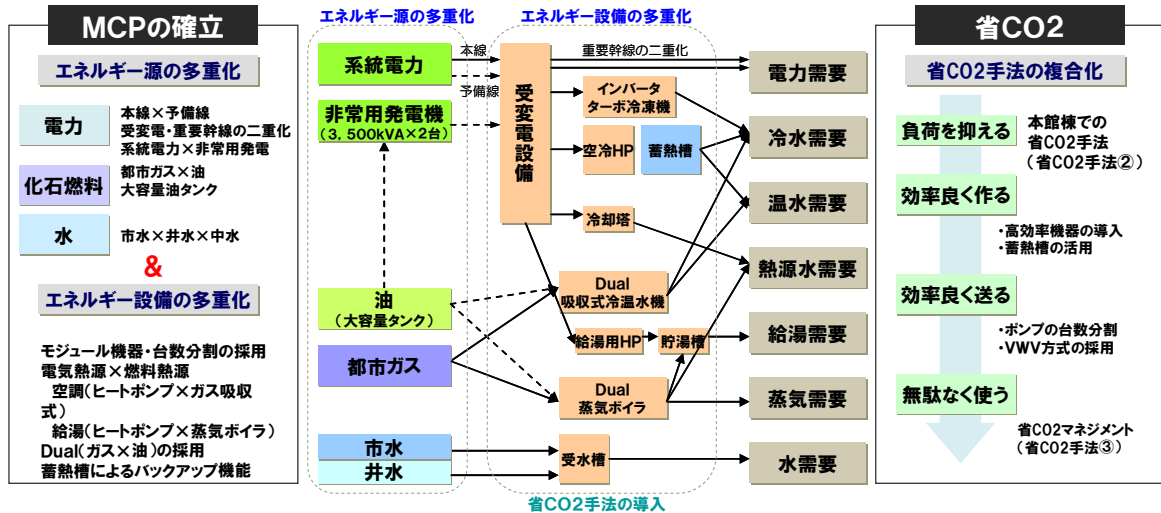 MCPの確立
エネルギー源の多重化
電力
本線×予備線
受変電・重要幹線の二重化
系統電力×非常用発電
化石燃料
都市ガス×油
大容量油タンク
水
市水×井水×中水
&
エネルギー設備の多重化
モジュール機器・台数分割の採用
電気熱源×燃料熱源
空調(ヒートポンプ×ガス吸収
式)
給湯(ヒートポンプ×蒸気ボイラ)
Dual(ガス×油)の採用
蓄熱槽によるバックアップ機能
エネルギー源の多重化
エネルギー設備の多重化
系統電力
本線
予備線
非常用発電機
(3,500kVA×2台)
油
(大容量タンク)
都市ガス
市水
井水
受変電設備
重要幹線の二重化
インバータ
ターボ冷凍機
空冷HP
蓄熱槽
冷却塔
Dual
吸収式冷温水機
給湯用HP
貯湯槽
Dual
蒸気ボイラ
受水槽
電力需要
冷水需要
温水需要
熱源水需要
給湯需要
蒸気需要
水需要
省CO2手法の導入
省CO2
省CO2手法の複合化
負荷を抑える
本館棟での
省CO2手法
(省CO2手法②)
効率良く作る
・高効率機器の導入
・蓄熱槽の活用
効率良く送る
・ポンプの台数分割
・VWV方式の採用
無駄なく使う
省CO2マネジメント
(省CO2手法③)